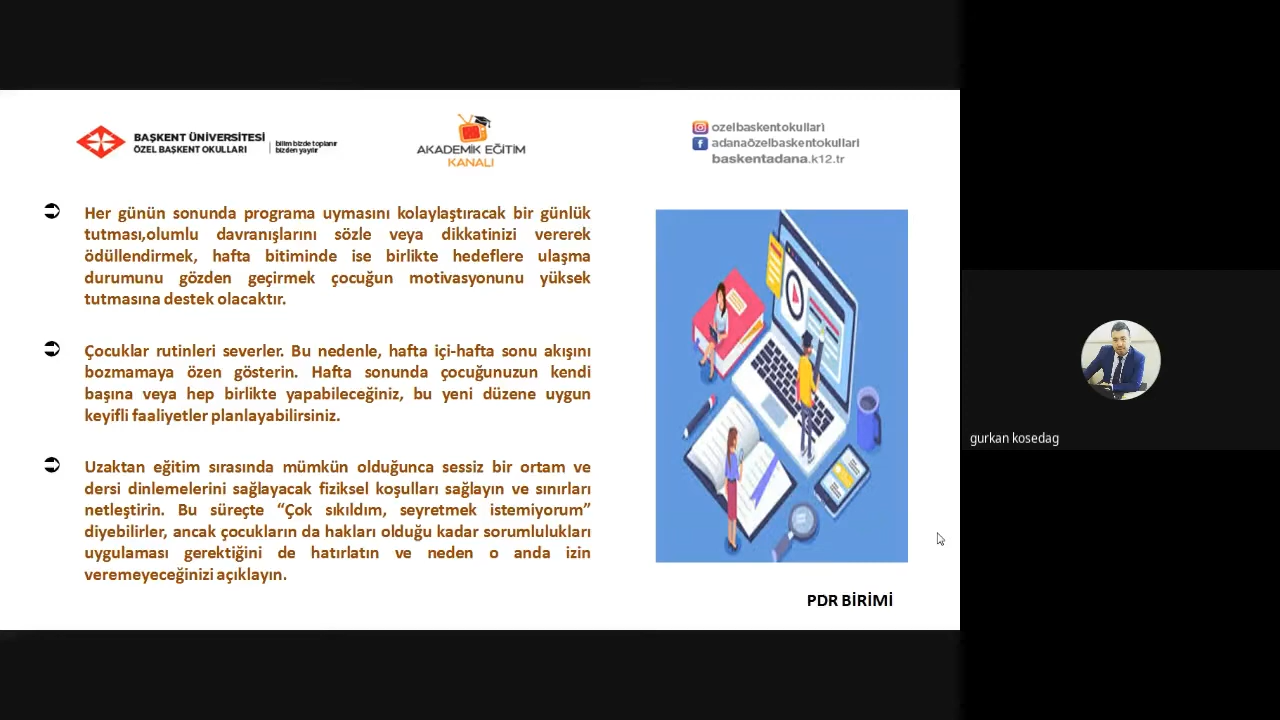 BAŞKENT ÜNİVERSİTESİ
ÖZEL BAŞKENT OKULLARI
bilim bizde toplanır
bizden yayılır
AKADEMİK EĞİTİM
KANALI
ozelbaskentokullari
adanaözelbaskentokullari
baskentadana.k12.tr
Her günün sonunda programa uymasını kolaylaştıracak bir günlük
tutması,olumlu davranışlarını sözle veya dikkatinizi vererek
ödüllendirmek, hafta bitiminde ise birlikte hedeflere ulaşma
durumunu gözden geçirmek çocuğun motivasyonunu yüksek
tutmasına destek olacaktır.
Çocuklar rutinleri severler. Bu nedenle, hafta içi-hafta sonu akışını
bozmamaya özen gösterin. Hafta sonunda çocuğunuzun kendi
başına veya hep birlikte yapabileceğiniz, bu yeni düzene uygun
keyifli faaliyetler planlayabilirsiniz.
Uzaktan eğitim sırasında mümkün olduğunca sessiz bir ortam ve
dersi dinlemelerini sağlayacak fiziksel koşulları sağlayın ve sınırları
netleştirin. Bu süreçte “Çok sıkıldım, seyretmek istemiyorum”
diyebilirler, ancak çocukların da hakları olduğu kadar sorumlulukları
uygulaması gerektiğini de hatırlatın ve neden o anda izin
veremeyeceğinizi açıklayın.
PDR BİRİMİ
gurkan kosedag